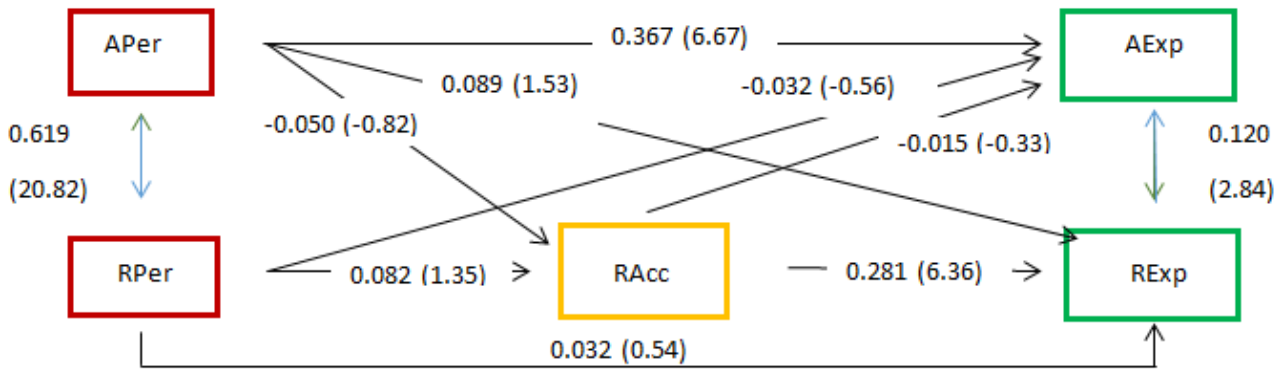 APer
0.367 (6.67)
AExp
0.089 (1.53)
-0.032 (-0.56)
-0.050 (-0.82)
0.619
(20.82)
-0.015 (-0.33)
0.120
(2.84)
RPer
0.082 (1.35)
RAcc
0.281 (6.36)
RExp
0.032 (0.54)